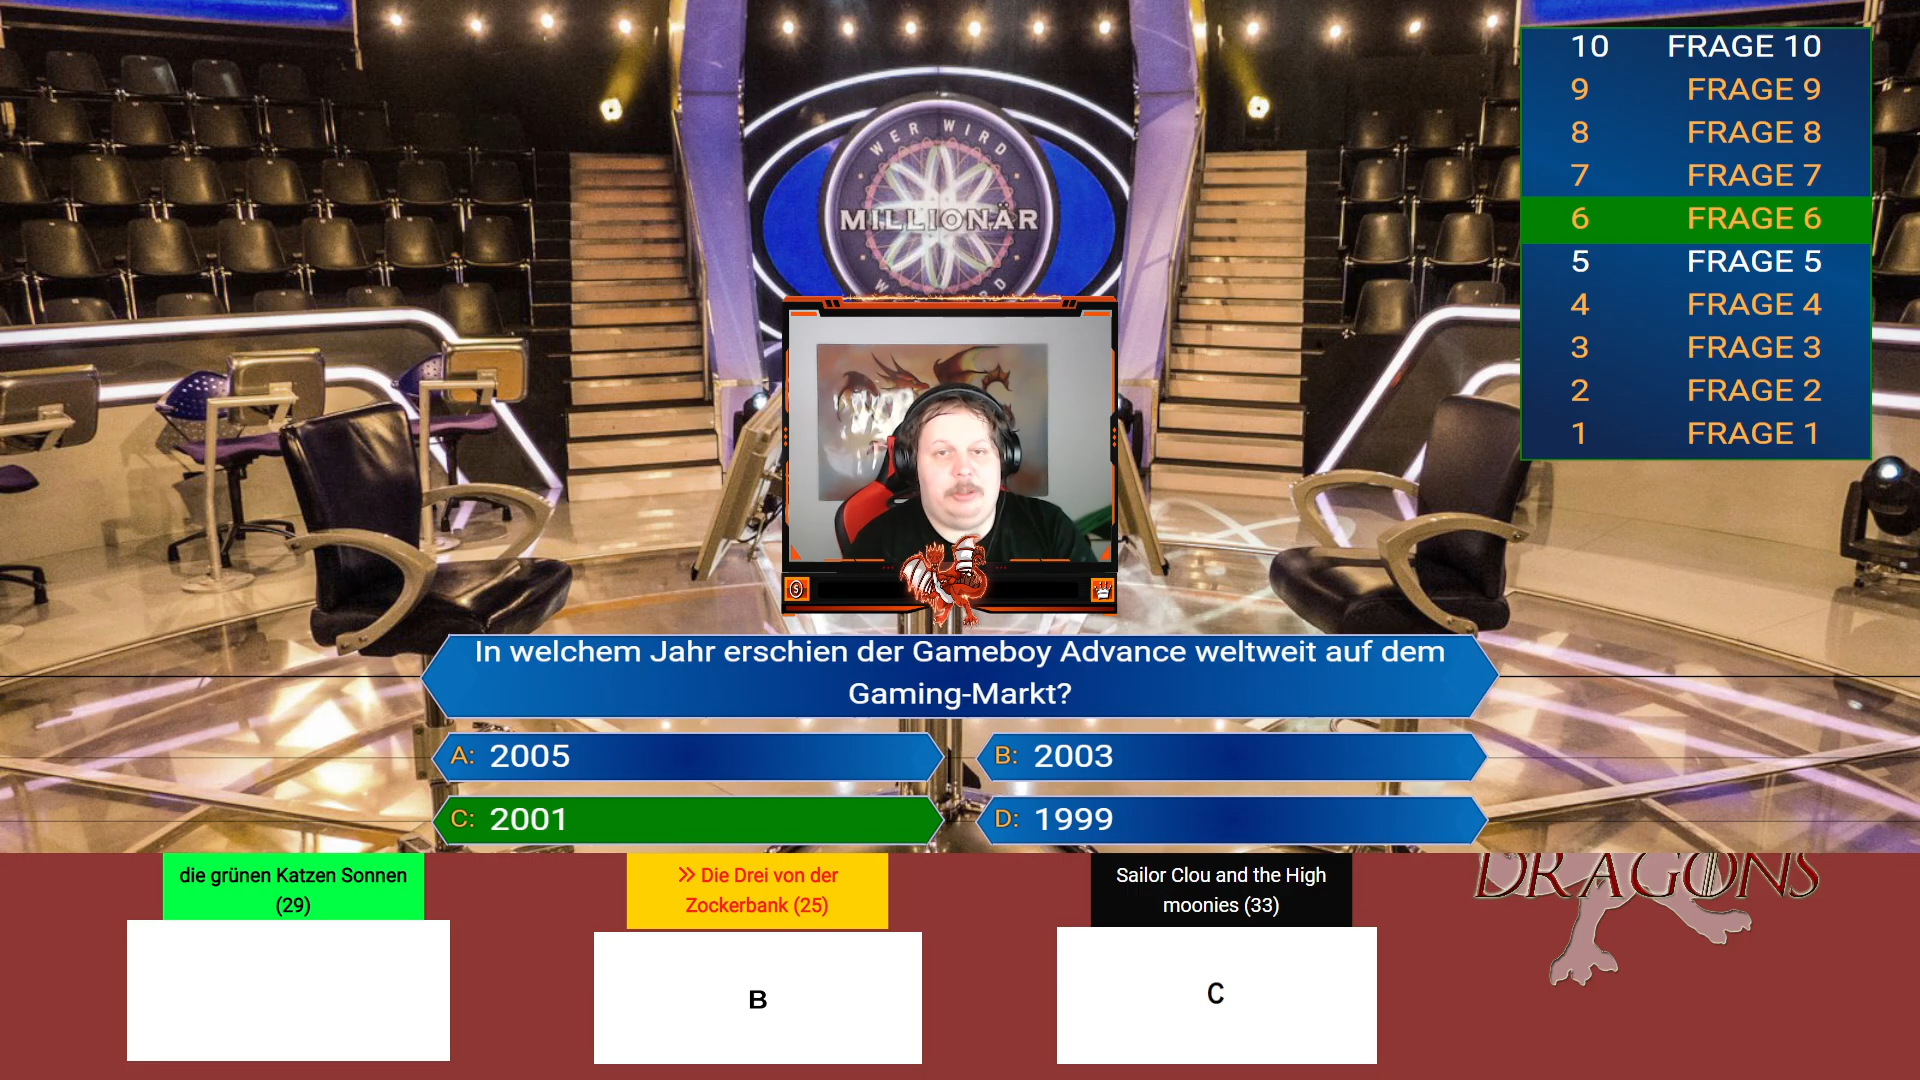 10 FRAGE 10
9 FRAGE 9
8 FRAGE 8
7 FRAGE 7
6 FRAGE 6
5 FRAGE 5
4 FRAGE 4
3 FRAGE 3
2 FRAGE 2
1 FRAGE 1
WER WIRD
MILLIONÄR
In welchem Jahr erschien der Gameboy Advance weltweit auf dem
Gaming-Markt?
A: 2005
B: 2003
C: 2001
D: 1999
die grünen Katzen Sonnen
(29)
Die Drei von der
Zockerbank (25)
B
Sailor Clou and the High
moonies (33)
C
DRAGONS